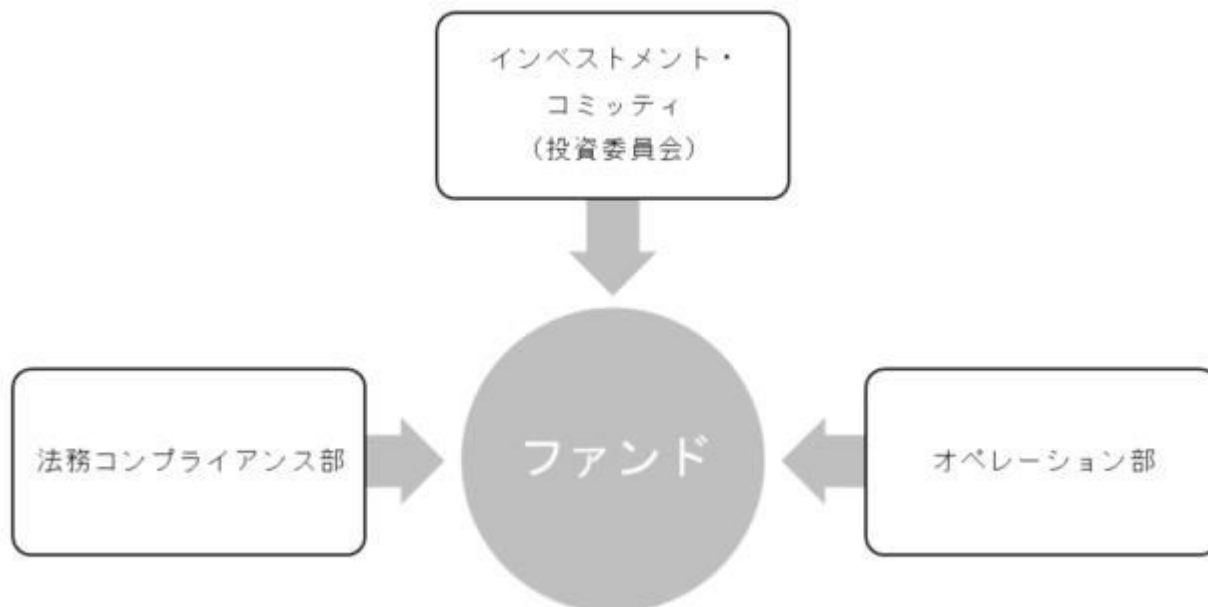 インベストメント・
コミッティ
（投資委員会）
法務コンプライアンス部
ファンド
オペレーション部